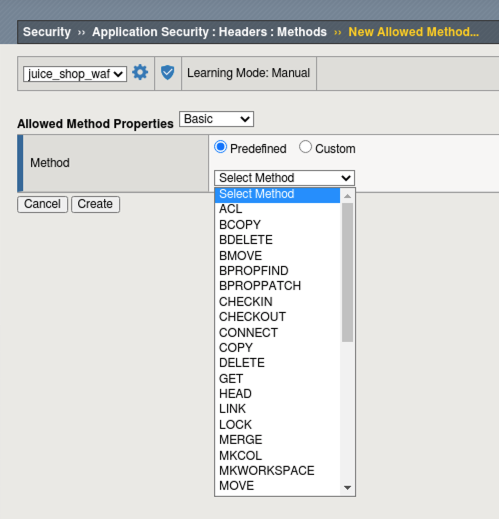 Security ›› Application Security : Headers : Methods ›› New Allowed Method...
juice_shop_waf Learning Mode: Manual
Allowed Method Properties Basic
Method Predefined Custom
Select Method
Select Method
ACL
BCOPY
BDELETE
BMOVE
BPROPFIND
BPROPPATCH
CHECKIN
CHECKOUT
CONNECT
COPY
DELETE
GET
HEAD
LINK
LOCK
MERGE
MKCOL
MKWORKSPACE
MOVE
Cancel Create